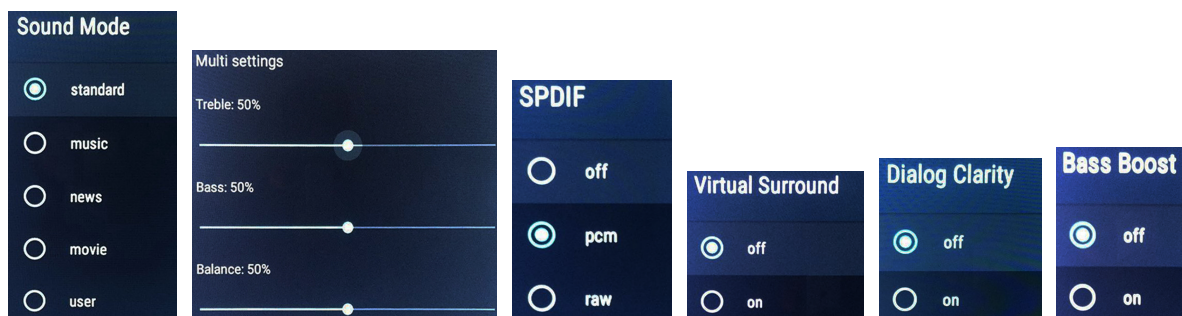 Sound Mode
standard
music
news
movie
user
Multi settings
Treble: 50%
Bass: 50%
Balance: 50%
SPDIF
off
pcm
raw
Virtual Surround
off
on
Dialog Clarity
off
on
Bass Boost
off
on